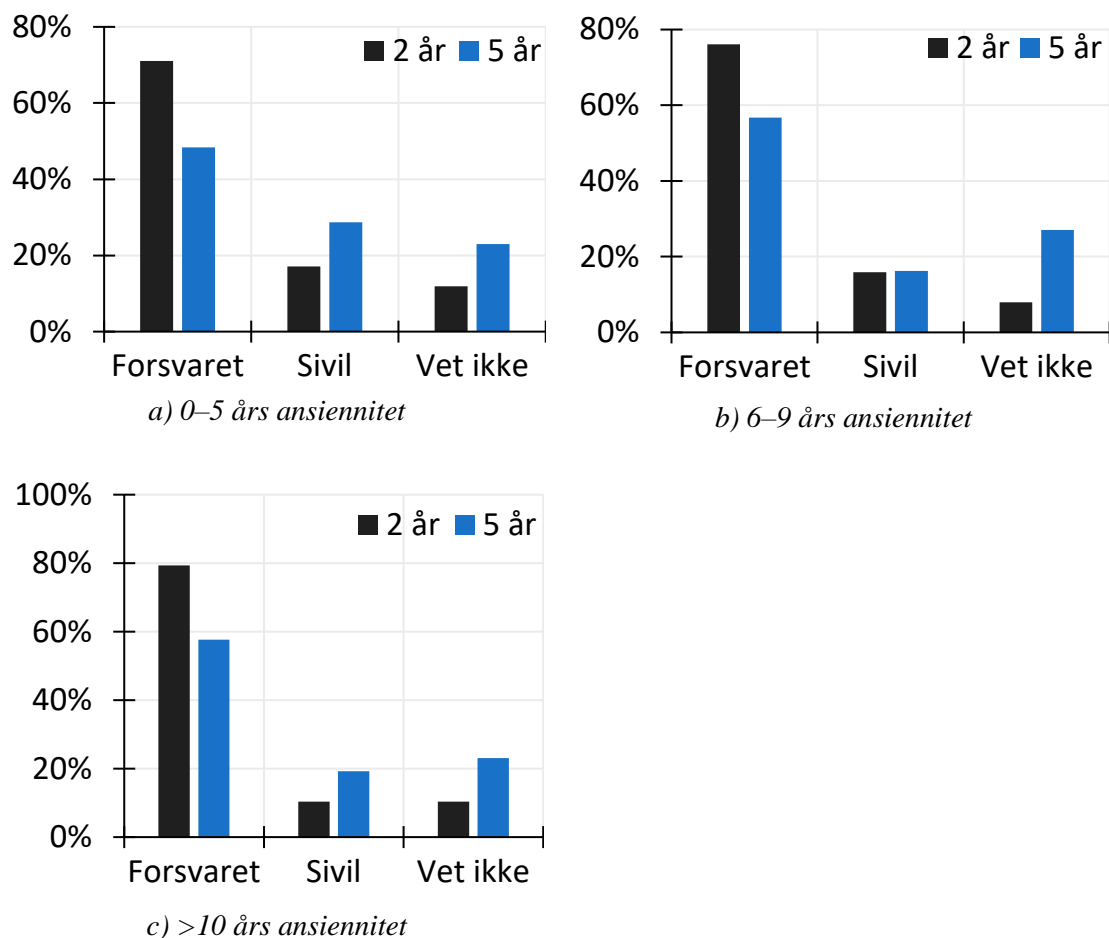 80%
60%
40%
20%
0%
2 år 5 år
Forsvaret Sivil Vet ikke
a) 0–5 års ansiennitet
80%
60%
40%
20%
0%
2 år 5 år
Forsvaret Sivil Vet ikke
b) 6–9 års ansiennitet
100%
80%
60%
40%
20%
0%
2 år 5 år
Forsvaret Sivil Vet ikke
c) >10 års ansiennitet